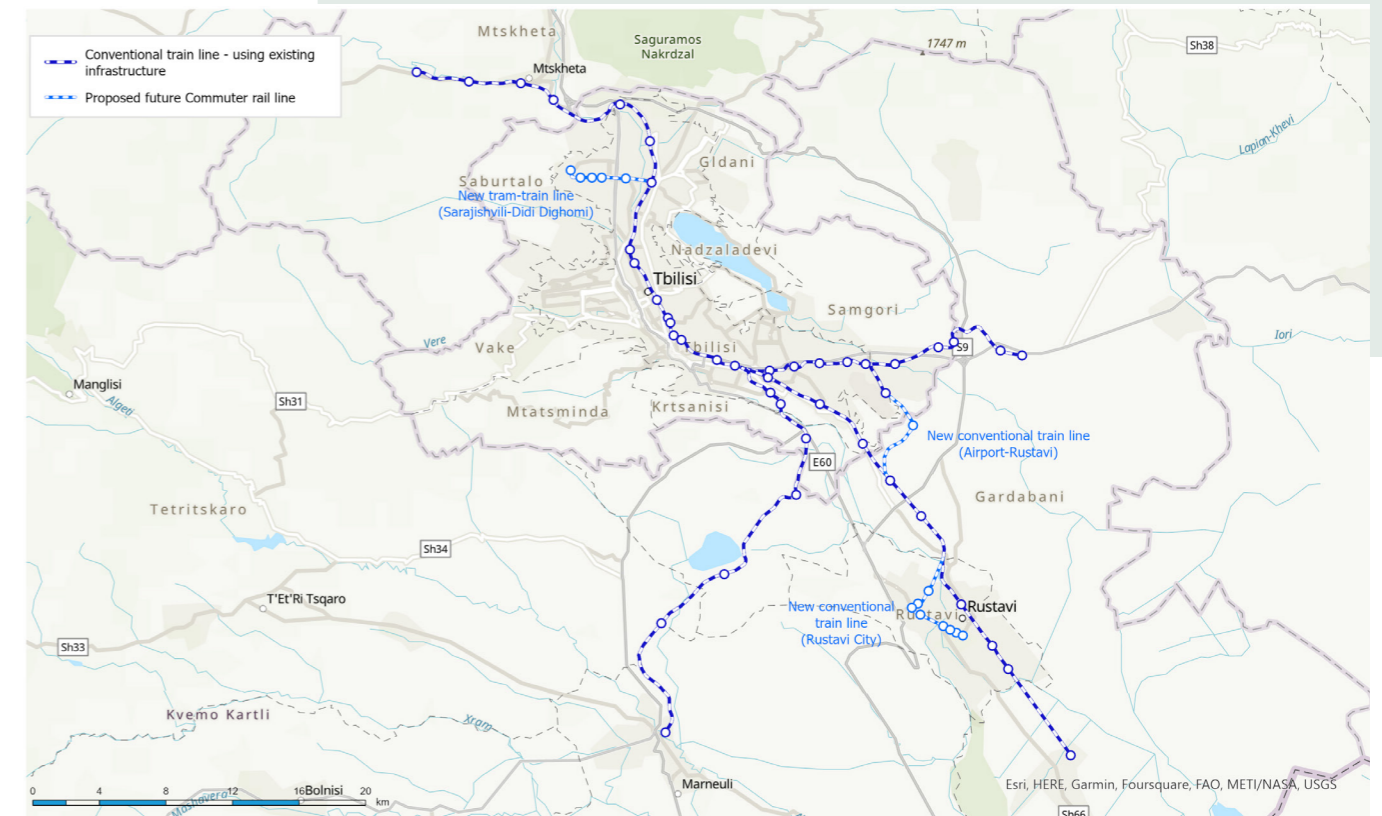 Mtskheta
Saguramos
Nakrdzal
1747 m
Sh38
Conventional train line - using existing
infrastructure
Mtskheta
Proposed future Commuter rail line
Lapian-Khevi
Gldani
Saburtalo
New tram-train line
(Sarajishvili-Didi Dighomi)
Nadzaladevi
Tbilisi
Samgori
Iori
Vere
Vake
Tbilisi
S9
Manglisi
Algeti
Sh31
Mtatsminda
Krtsanisi
New conventional train line
(Airport-Rustavi)
E60
Gardabani
Tetritskaro
Sh34
T'Et'Ri Tsqaro
New conventional
train line
(Rustavi City)
Rustavi
Rustavi
Sh33
Kvemo Kartli
Xram
Marneuli
Esri, HERE, Garmin, Foursquare, FAO, METI/NASA, USGS
Bolnisi
0 4 8 12 16 20
km
Mashavera
Sh66